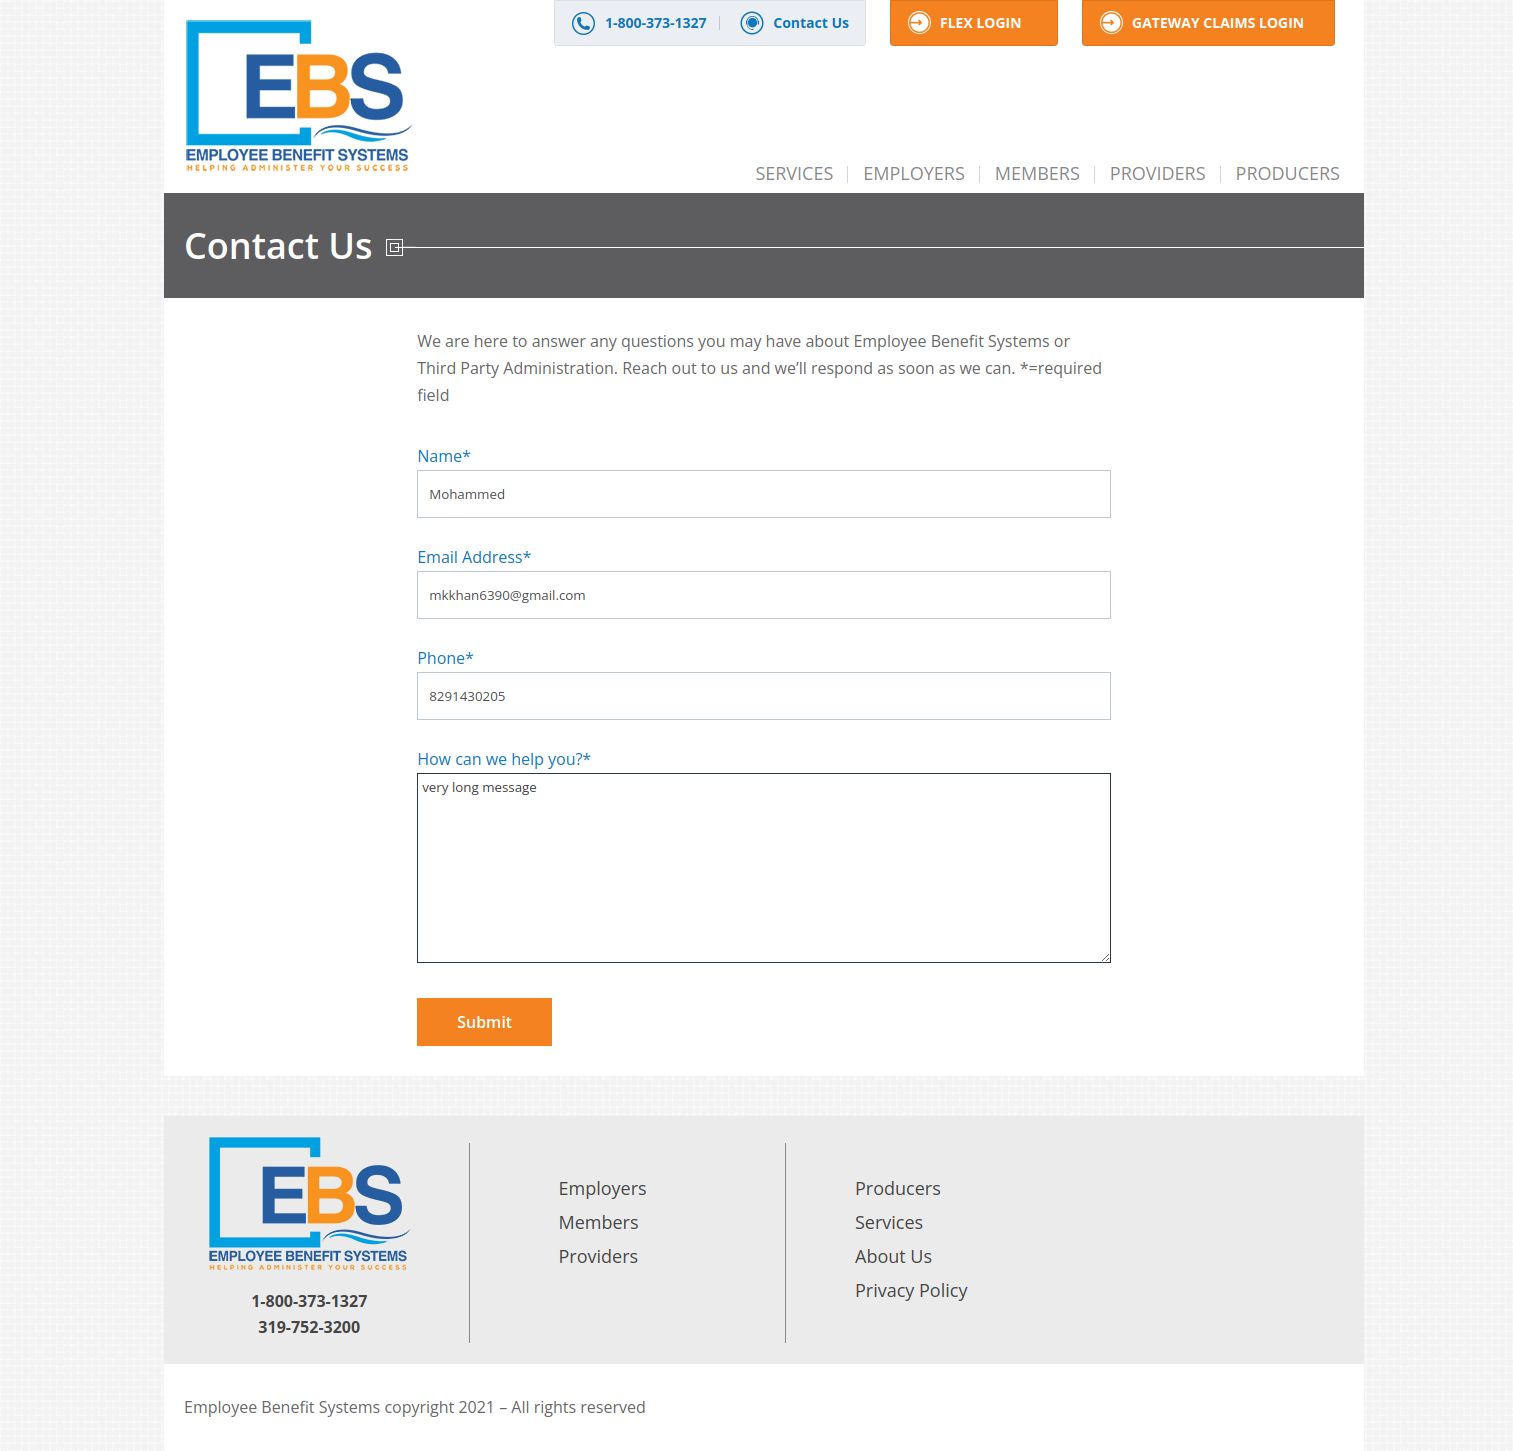 1-800-373-1327
Contact Us
FLEX LOGIN
GATEWAY CLAIMS LOGIN
EBS
EMPLOYEE BENEFIT SYSTEMS
HELPING ADMINISTER YOUR SUCCESS
SERVICES
EMPLOYERS
MEMBERS
PROVIDERS
PRODUCERS
Contact Us
We are here to answer any questions you may have about Employee Benefit Systems or
Third Party Administration. Reach out to us and we’ll respond as soon as we can. *=required
field
Name*
Mohammed
Email Address*
mkkhan6390@gmail.com
Phone*
8291430205
How can we help you?*
very long message
Submit
EBS
EMPLOYEE BENEFIT SYSTEMS
HELPING ADMINISTER YOUR SUCCESS
1-800-373-1327
319-752-3200
Employers
Members
Providers
Producers
Services
About Us
Privacy Policy
Employee Benefit Systems copyright 2021 – All rights reserved